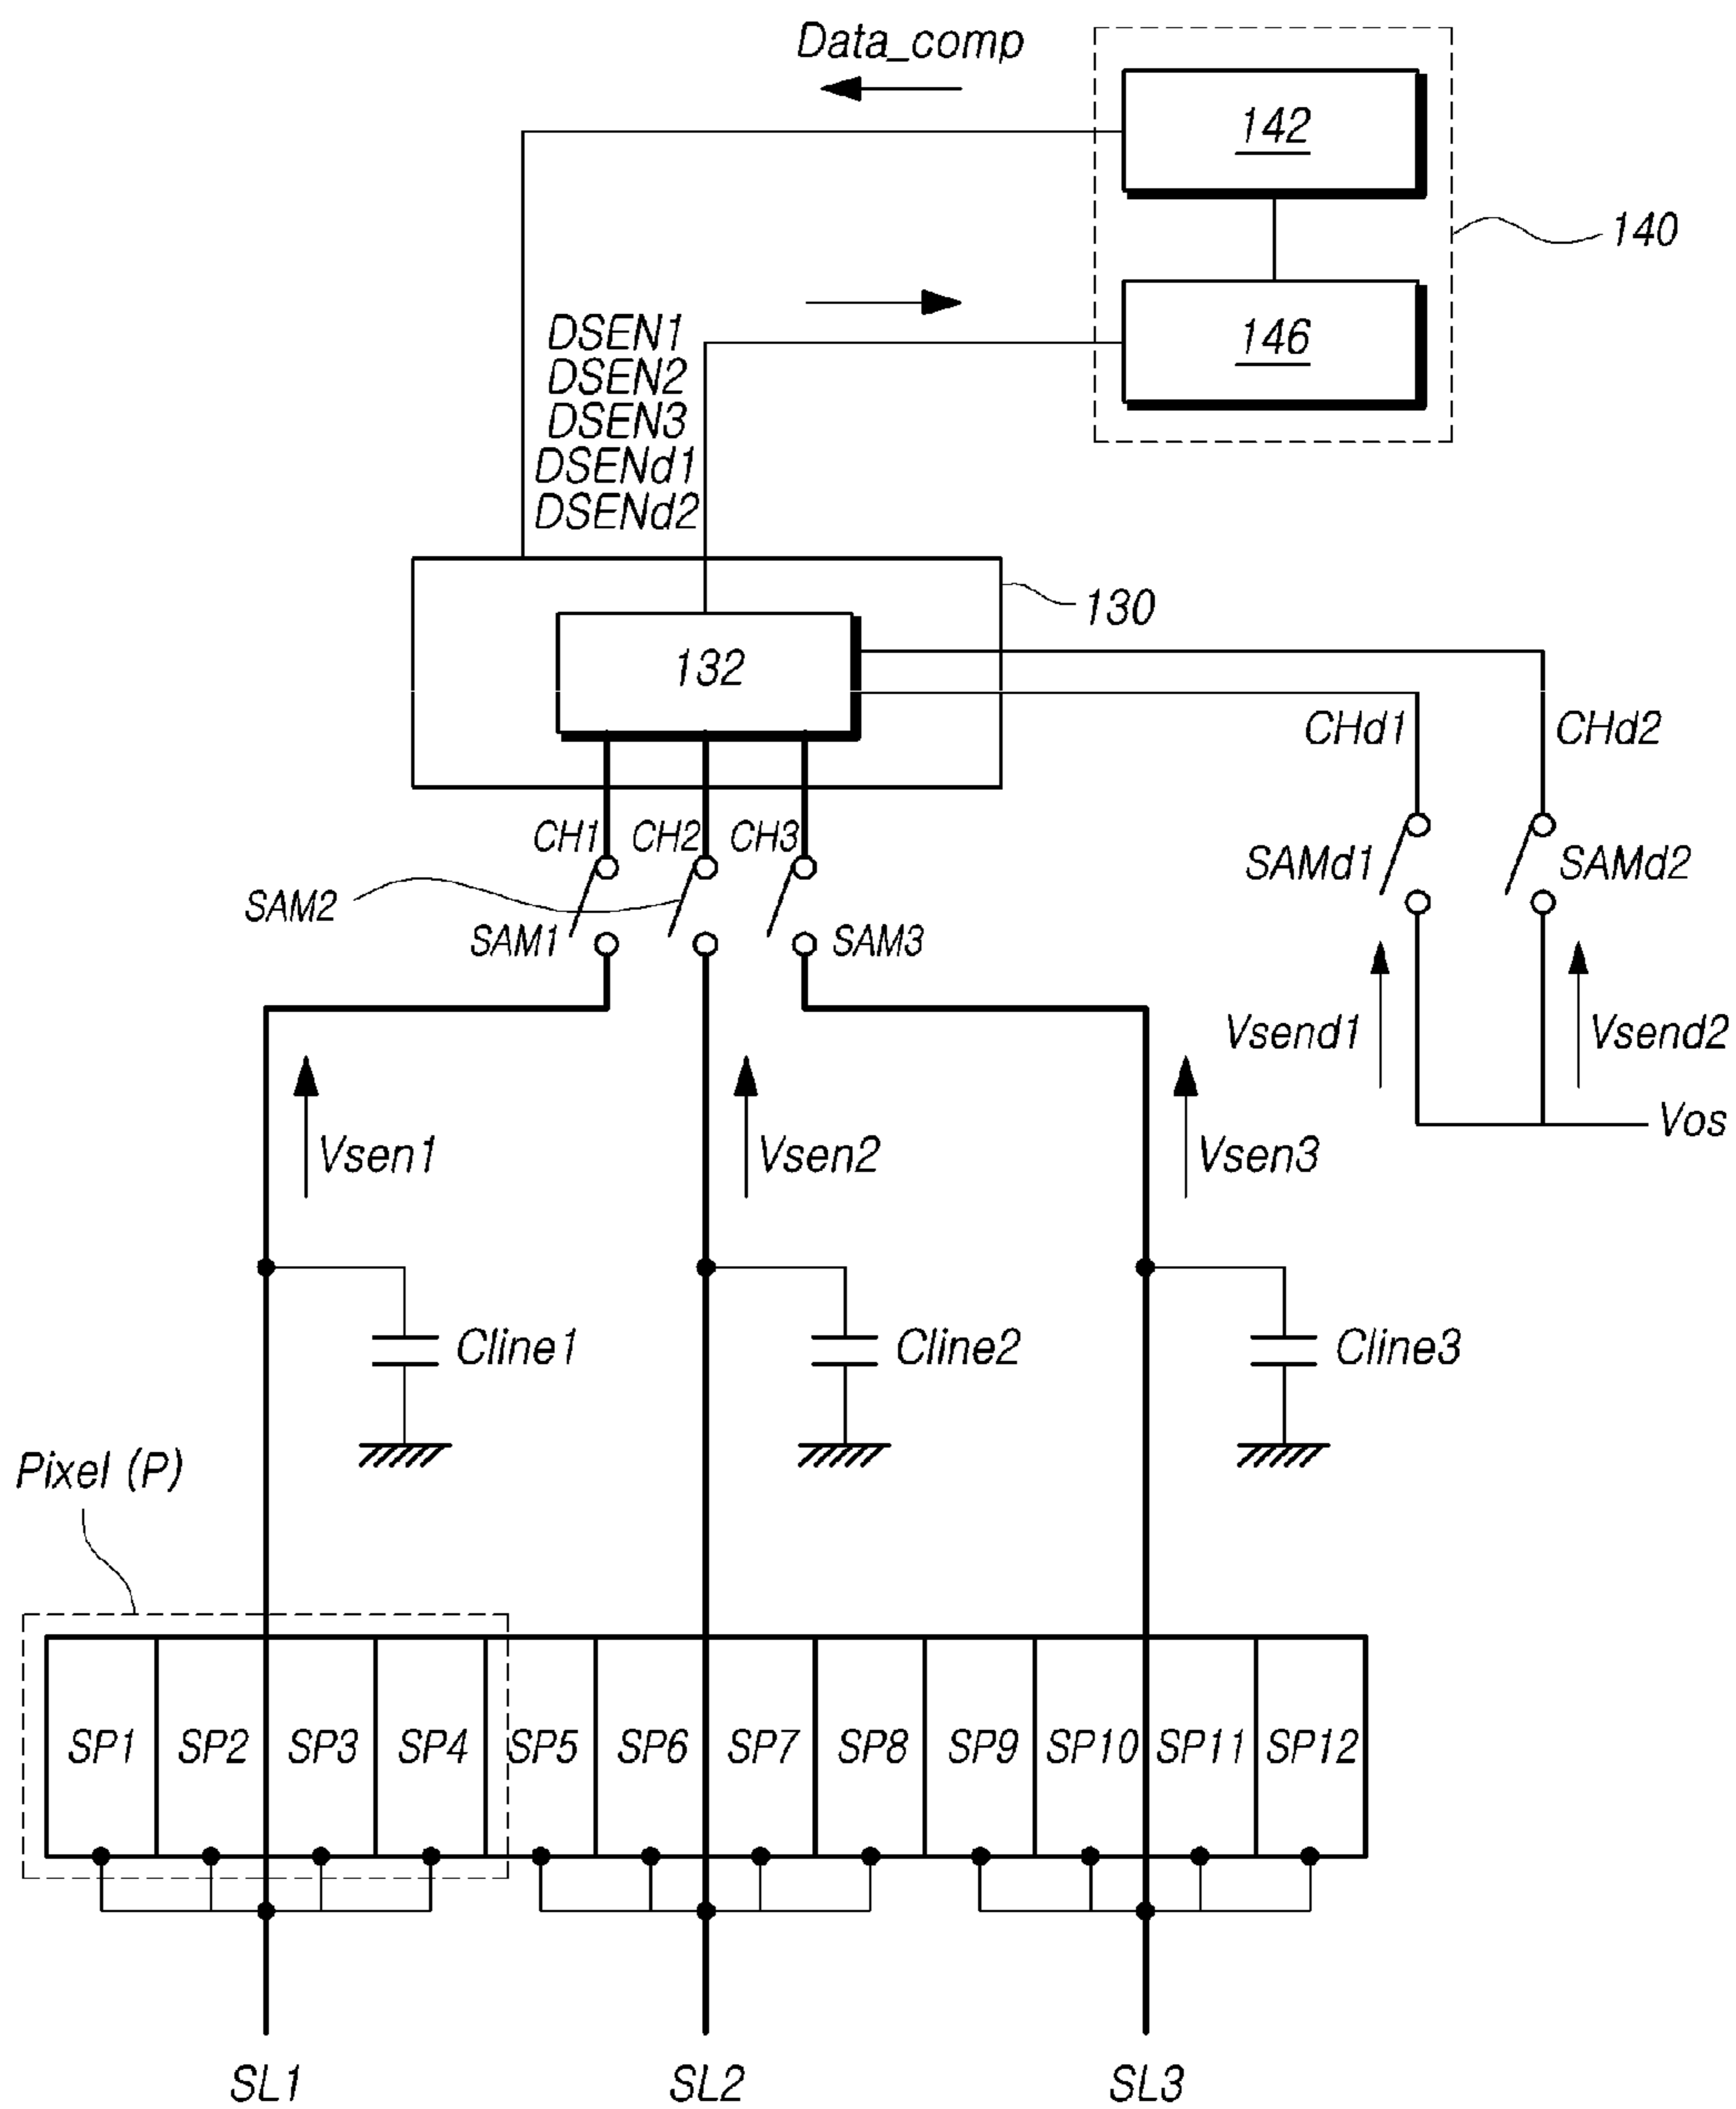 Data_comp
142
140
146
DSEN1
DSEN2
DSEN3
DSENd1
DSENd2
130
132
CHd1
CHd2
CH1
CH2
CH3
SAMd1
SAMd2
SAM2
SAM1
SAM3
Vsend1
Vsend2
Vos
Vsen1
Vsen2
Vsen3
Cline1
Cline2
Cline3
Pixel (P)
SP1 SP2 SP3 SP4 SP5 SP6 SP7 SP8 SP9 SP10 SP11 SP12
SL1
SL2
SL3